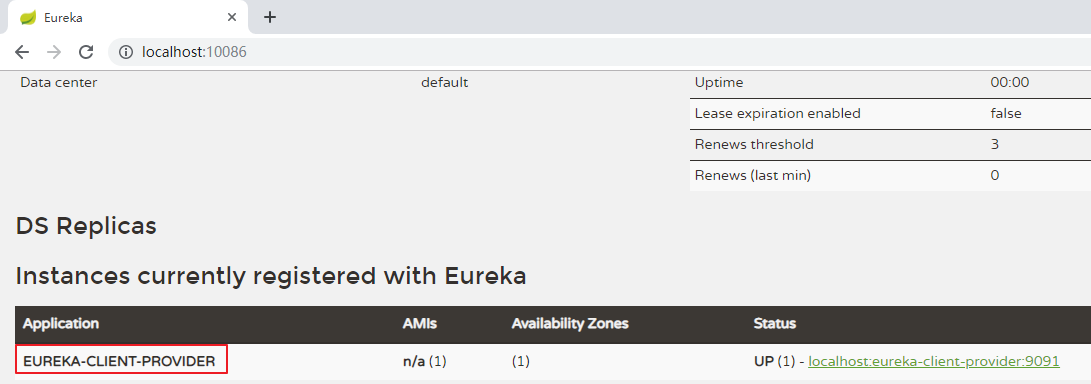 Eureka
localhost:10086
Data center default Uptime 00:00
Lease expiration enabled false
Renews threshold 3
Renews (last min) 0
DS Replicas
Instances currently registered with Eureka
Application AMIs Availability Zones Status
EUREKA-CLIENT-PROVIDER n/a (1) (1) UP (1) - localhost:eureka-client-provider:9091